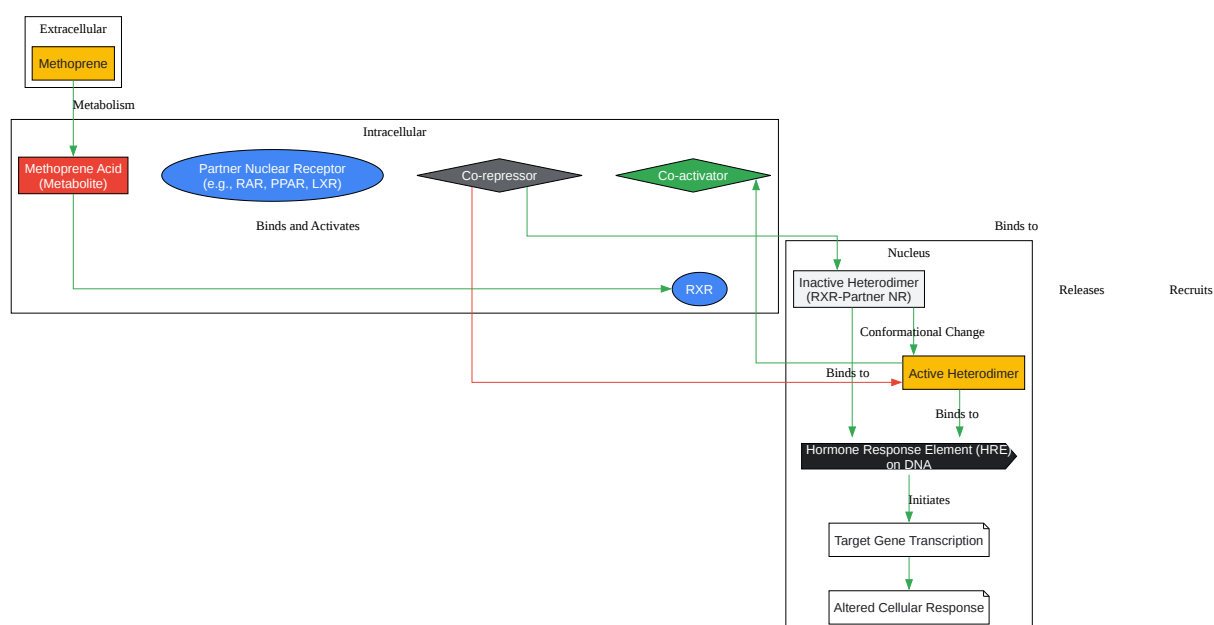 Extracellular
Methoprene
Metabolism
Intracellular
Methoprene Acid
(Metabolite)
Partner Nuclear Receptor
(e.g., RAR, PPAR, LXR)
Co-repressor
Co-activator
Binds and Activates
Binds to
Nucleus
RXR
Inactive Heterodimer
(RXR-Partner NR)
Releases
Recruits
Conformational Change
Binds to
Active Heterodimer
Binds to
Hormone Response Element (HRE)
on DNA
Initiates
Target Gene Transcription
Altered Cellular Response